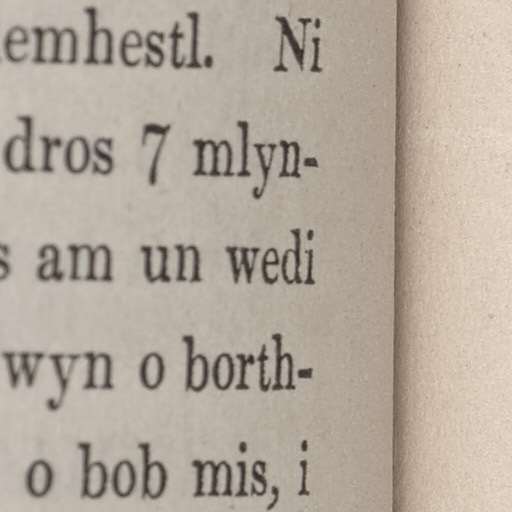 emhestl. Ni
dros 7 mlyn-
s am un wedi
wyn o borth-
o bob mis, i